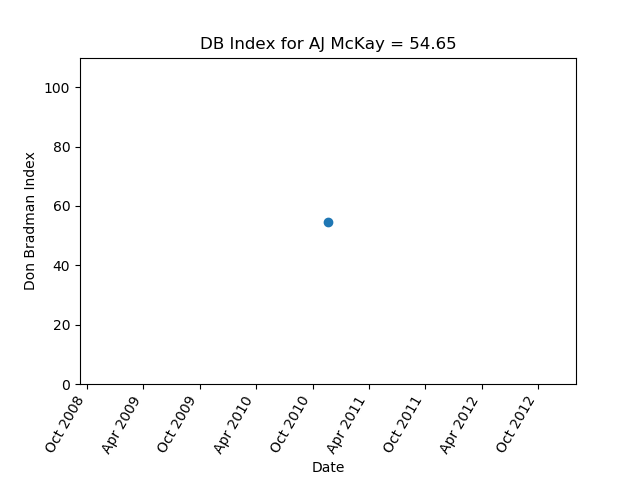 DB Index for AJ McKay = 54.65
Don Bradman Index
100
80
60
40
20
0
Oct 2008
Apr 2009
Oct 2009
Apr 2010
Oct 2010
Apr 2011
Oct 2011
Apr 2012
Oct 2012
Date